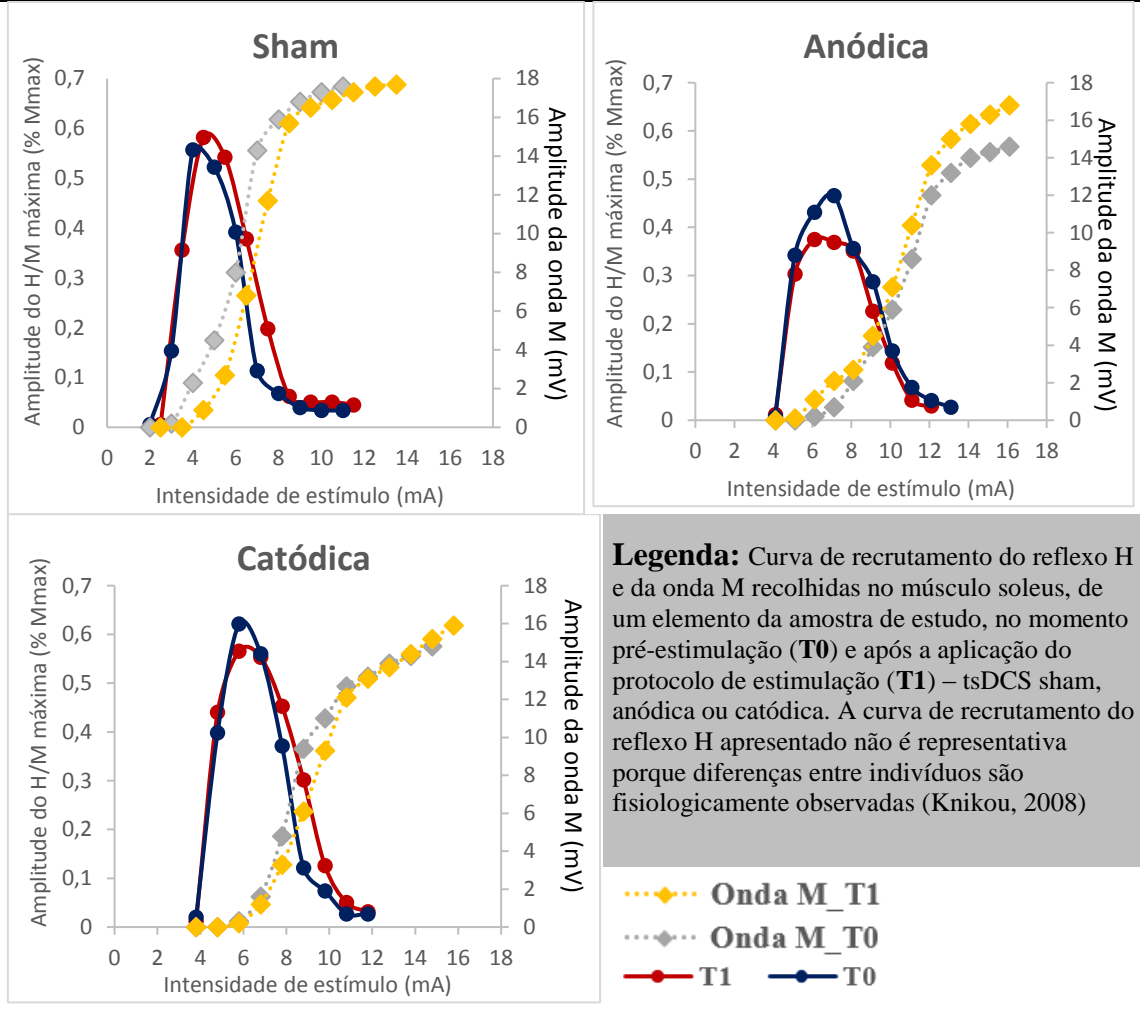 Sham
Amplitude do H/M máxima (% Mmax)
0,7
0,6
0,5
0,4
0,3
0,2
0,1
0
18
16
14
12
10
8
6
4
2
0
Amplitude da onda M (mV)
0 2 4 6 8 10 12 14 16 18
Intensidade de estímulo (mA)
Anódica
Amplitude do H/M máxima (% Mmax)
0,7
0,6
0,5
0,4
0,3
0,2
0,1
0
18
16
14
12
10
8
6
4
2
0
Amplitude da onda M (mV)
0 2 4 6 8 10 12 14 16 18
Intensidade de estímulo (mA)
Catódica
Amplitude do H/M máxima (% Mmax)
0,7
0,6
0,5
0,4
0,3
0,2
0,1
0
18
16
14
12
10
8
6
4
2
0
Amplitude da onda M (mV)
0 2 4 6 8 10 12 14 16 18
Intensidade de estímulo (mA)
Legenda: Curva de recrutamento do reflexo H
e da onda M recolhidas no músculo soleus, de
um elemento da amostra de estudo, no momento
pré-estimulação (T0) e após a aplicação do
protocolo de estimulação (T1) – tsDCS sham,
anódica ou catódica. A curva de recrutamento do
reflexo H apresentado não é representativa
porque diferenças entre indivíduos são
fisiologicamente observadas (Knikou, 2008)
Onda M_T1
Onda M_T0
T1 T0